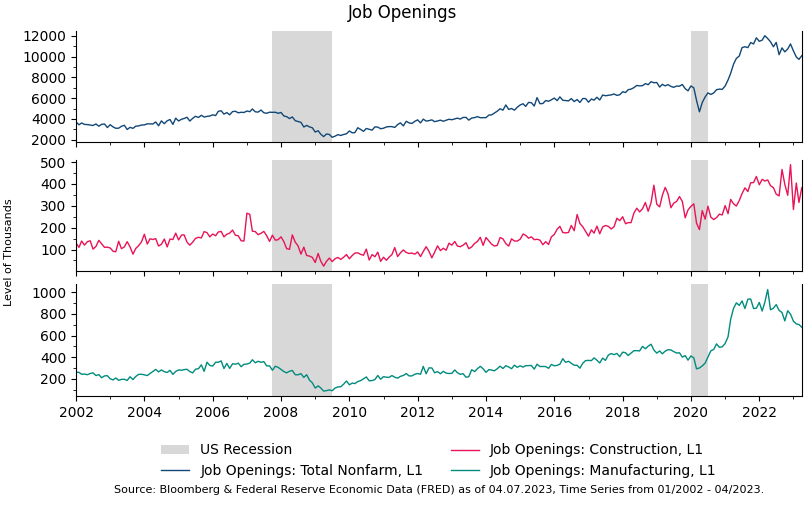 Job Openings
12000
10000
8000
6000
4000
2000
500
400
300
200
100
Level of Thousands
1000
800
600
400
200
2002 2004 2006 2008 2010 2012 2014 2016 2018 2020 2022
US Recession
Job Openings: Total Nonfarm, L1
Job Openings: Construction, L1
Job Openings: Manufacturing, L1
Source: Bloomberg & Federal Reserve Economic Data (FRED) as of 04.07.2023, Time Series from 01/2002 - 04/2023.